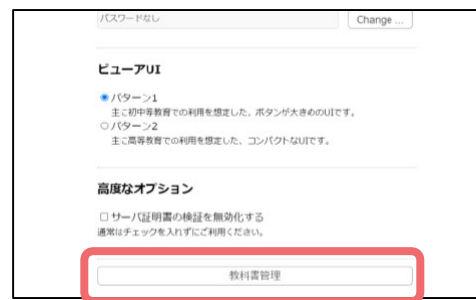 パスワードなし
Change ...
ビューアUI
パターン1
主に初中等教育での利用を想定した、ボタンが大きめのUIです。
パターン2
主に高等教育での利用を想定した、コンパクトなUIです。
高度なオプション
サーバ証明書の検証を無効化する
通常はチェックを入れずにご利用ください。
教科書管理